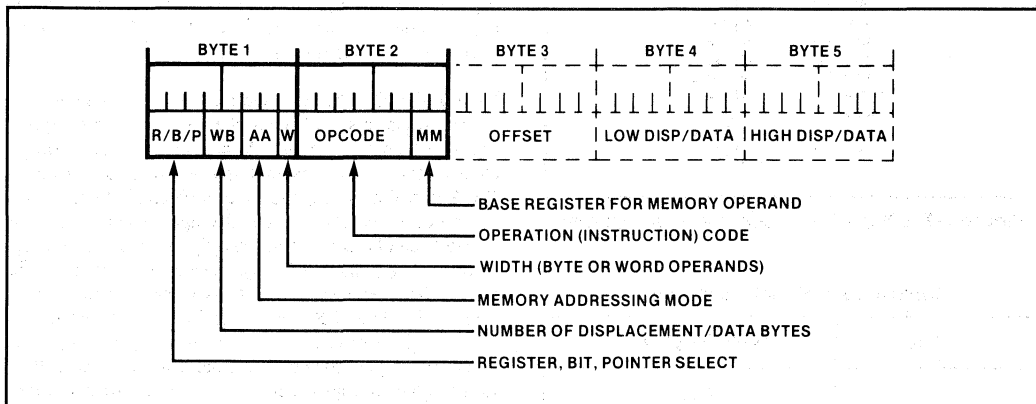 BYTE 1 BYTE 2 BYTE 3 BYTE 4 BYTE 5
R/B/P WB AA W OPCODE MM OFFSET LOW DISP/DATA HIGH DISP/DATA
BASE REGISTER FOR MEMORY OPERAND
OPERATION (INSTRUCTION) CODE
WIDTH (BYTE OR WORD OPERANDS)
MEMORY ADDRESSING MODE
NUMBER OF DISPLACEMENT/DATA BYTES
REGISTER, BIT, POINTER SELECT